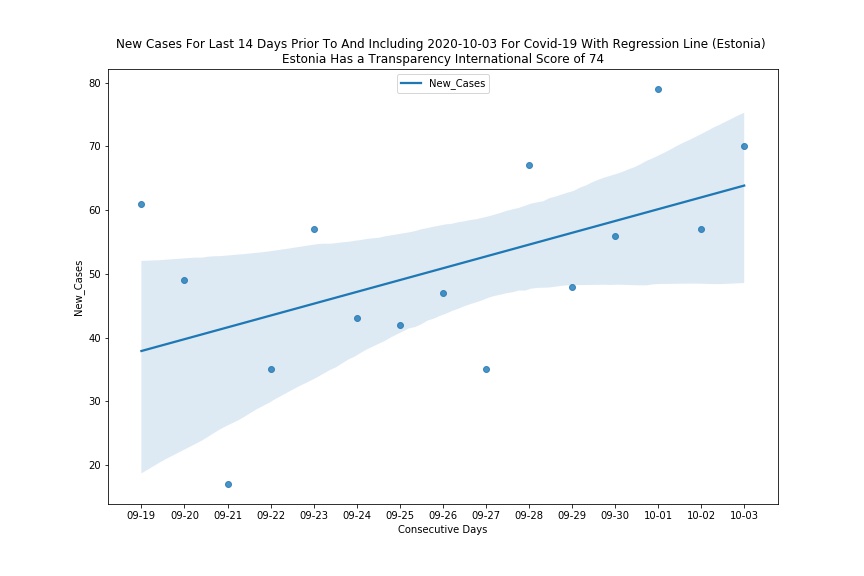 New Cases For Last 14 Days Prior To And Including 2020-10-03 For Covid-19 With Regression Line (Estonia)
Estonia Has a Transparency International Score of 74
New_Cases
80
70
60
50
40
30
20
New_Cases
09-19 09-20 09-21 09-22 09-23 09-24 09-25 09-26 09-27 09-28 09-29 09-30 10-01 10-02 10-03
Consecutive Days